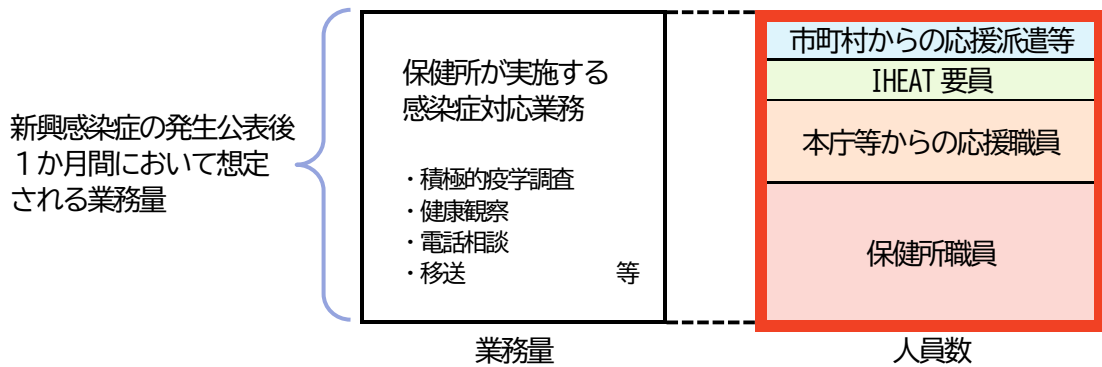 新興感染症の発生公表後
１か月間において想定
される業務量
保健所が実施する
感染症対応業務
・積極的疫学調査
・健康観察
・電話相談
・移送　　　　　等
業務量
市町村からの応援派遣等
IHEAT 要員
本庁等からの応援職員
保健所職員
人員数